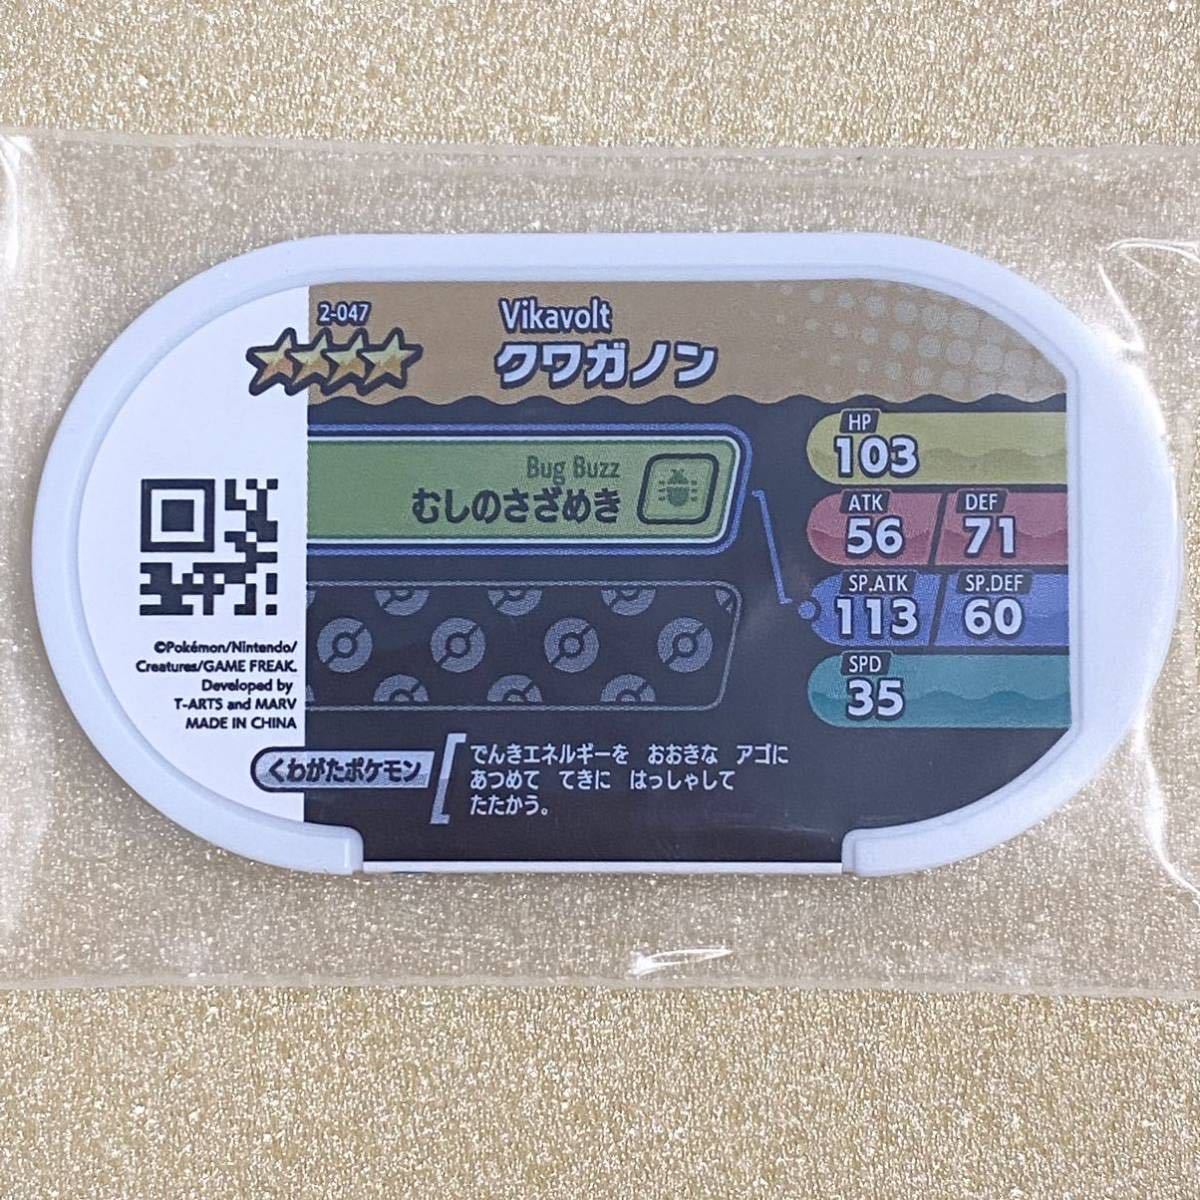 2-047
Vikavolt
クワガノン
Bug Buzz
むしのさざめき
HP
103
ATK
56
DEF
71
SP.ATK
113
SP.DEF
60
SPD
35
©Pokémon/Nintendo/
Creatures/GAME FREAK.
Developed by
T-ARTS and MARV
MADE IN CHINA
くわがたポケモン
でんきエネルギーを おおきな アゴに
あつめて てきに はっしゃして
たたかう。